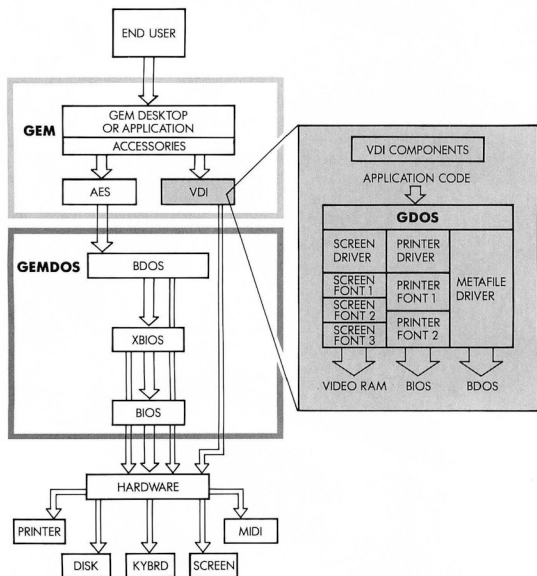 END USER
GEM
GEM DESKTOP
OR APPLICATION
ACCESSORIES
AES
VDI
GEMDOS
BDOS
XBIOS
BIOS
HARDWARE
PRINTER
MIDI
DISK
KYBRD
SCREEN
VDI COMPONENTS
APPLICATION CODE
GDOS
SCREEN
DRIVER
PRINTER
DRIVER
METAFILE
DRIVER
SCREEN
FONT 1
SCREEN
FONT 2
SCREEN
FONT 3
PRINTER
FONT 1
PRINTER
FONT 2
VIDEO RAM
BIOS
BDOS